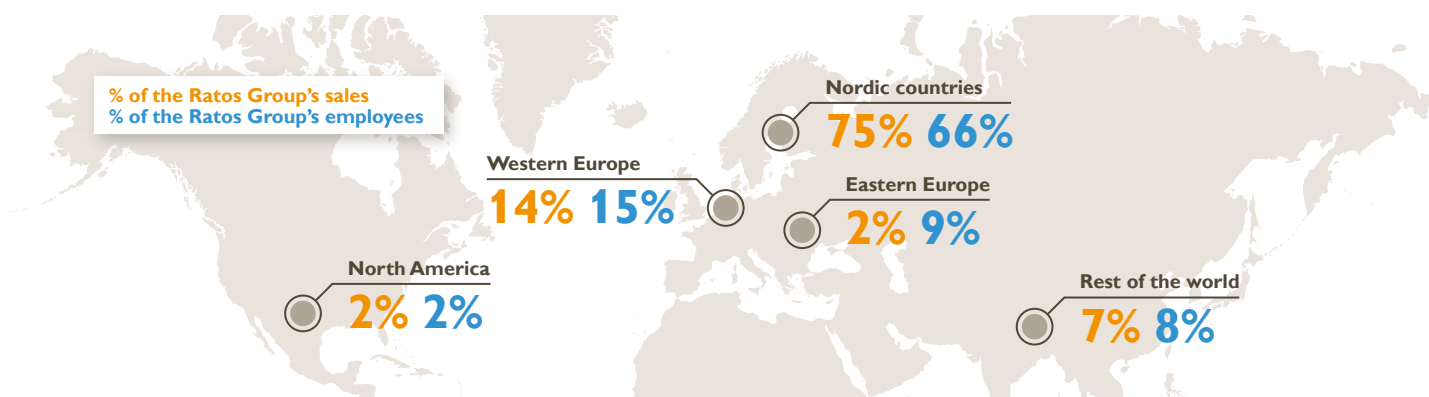 % of the Ratos Group’s sales
% of the Ratos Group’s employees
Nordic countries
75% 66%
Western Europe
14% 15%
Eastern Europe
2% 9%
North America
2% 2%
Rest of the world
7% 8%